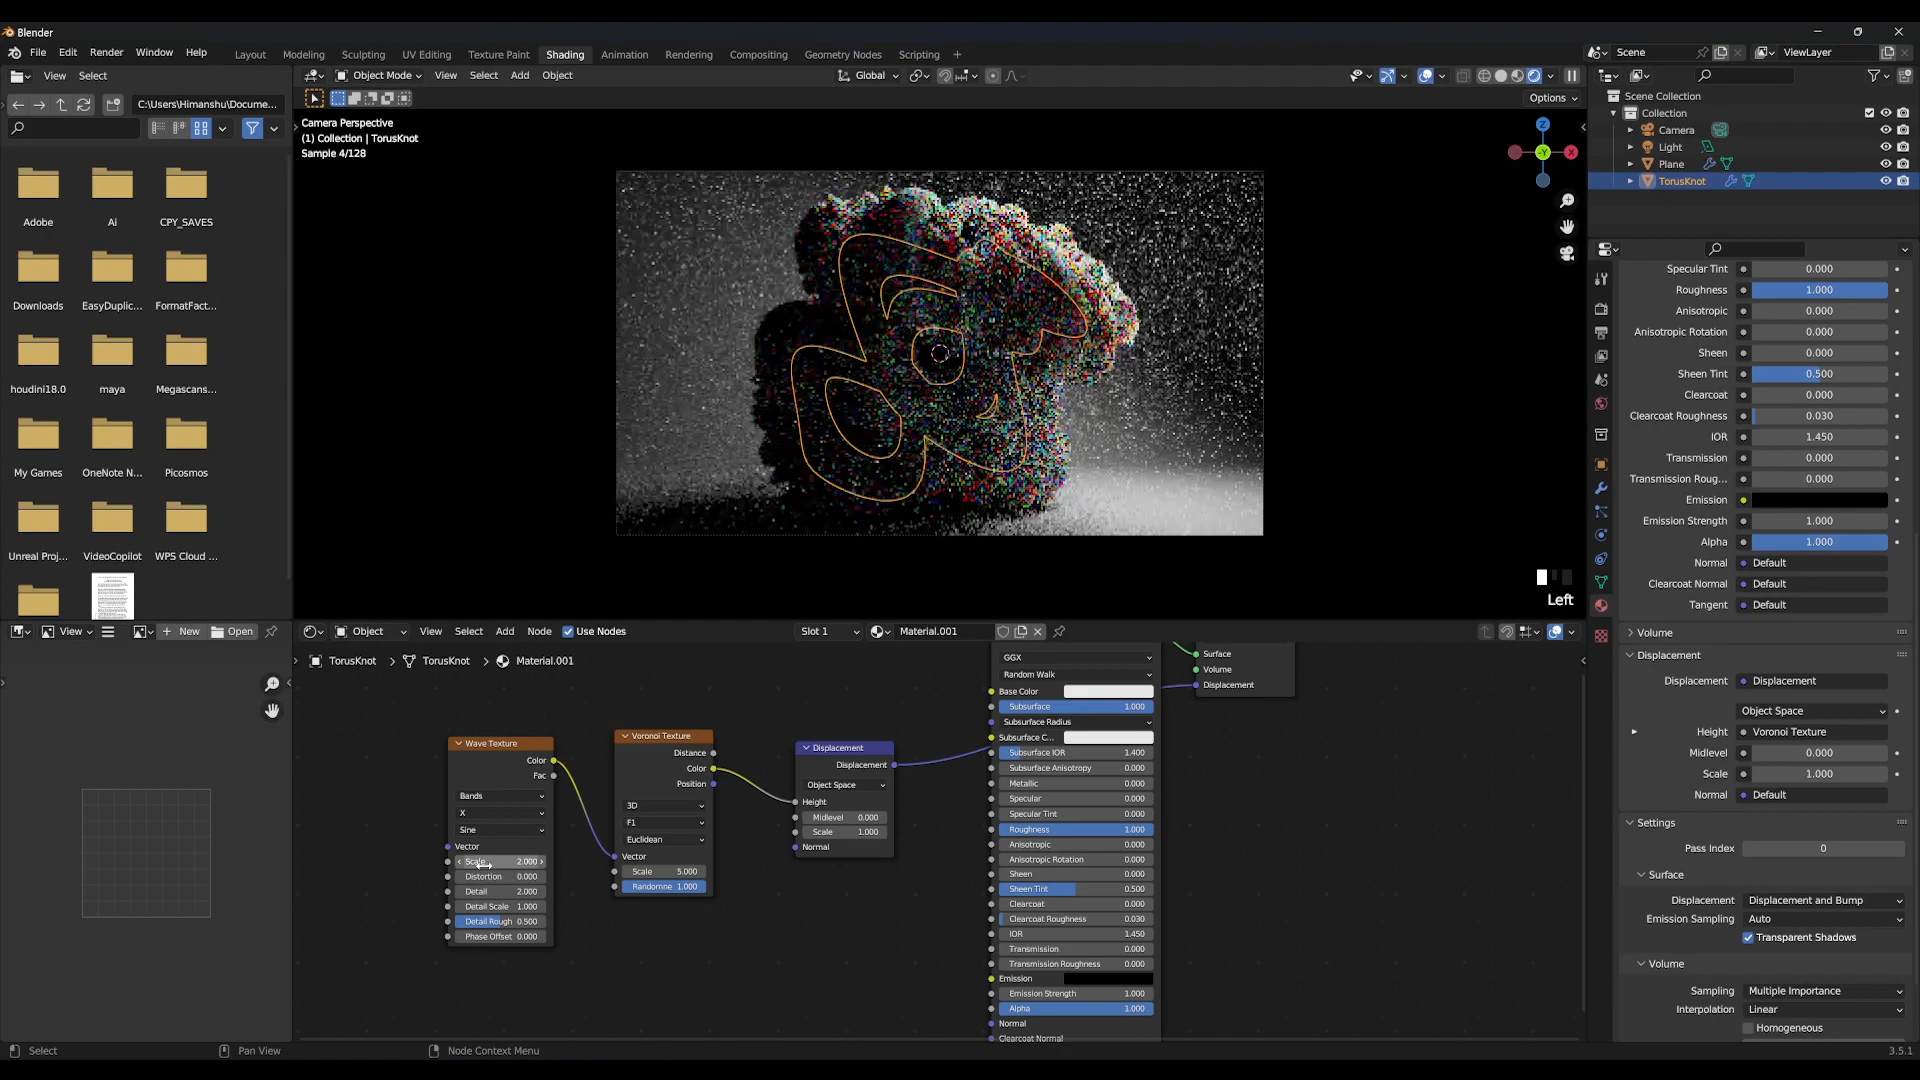 Blender
File Edit Render Window Help
Layout Modeling Sculpting UV Editing Texture Paint Shading Animation Rendering Compositing Geometry Nodes Scripting +
Scene
ViewLayer
View Select
Object Mode View Select Add Object
Global
C:\Users\Himanshu\Docume...
Options
Camera Perspective
(1) Collection | TorusKnot
Sample 4/128
Z
-Y
X
Scene Collection
Collection
Camera
Light
Plane
TorusKnot
Adobe Ai CPY_SAVES
Downloads EasyDuplic... FormatFact...
houdini18.0 maya Megascans...
My Games OneNote N... Picosmos
Unreal Proj... VideoCopilot WPS Cloud ...
Left
Specular Tint 0.000
Roughness 1.000
Anisotropic 0.000
Anisotropic Rotation 0.000
Sheen 0.000
Sheen Tint 0.500
Clearcoat 0.000
Clearcoat Roughness 0.030
IOR 1.450
Transmission 0.000
Transmission Roug... 0.000
Emission
Emission Strength 1.000
Alpha 1.000
Normal Default
Clearcoat Normal Default
Tangent Default
Volume
Displacement
Displacement Displacement
Object Space
Height Voronoi Texture
Midlevel 0.000
Scale 1.000
Normal Default
Settings
Pass Index 0
Surface
Displacement Displacement and Bump
Emission Sampling Auto
Transparent Shadows
Volume
Sampling Multiple Importance
Interpolation Linear
Homogeneous
View New Open
Object View Select Add Node Use Nodes Slot 1 Material.001
TorusKnot > TorusKnot > Material.001
Wave Texture
Color
Fac
Bands
X
Sine
Vector
Scale 2.000
Distortion 0.000
Detail 2.000
Detail Scale 1.000
Detail Rough 0.500
Phase Offset 0.000
Voronoi Texture
Distance
Color
Position
3D
F1
Euclidean
Vector
Scale 5.000
Randomne 1.000
Displacement
Displacement
Object Space
Height
Midlevel 0.000
Scale 1.000
Normal
GGX
Random Walk
Base Color
Subsurface 1.000
Subsurface Radius
Subsurface C...
Subsurface IOR 1.400
Subsurface Anisotropy 0.000
Metallic 0.000
Specular 0.000
Specular Tint 0.000
Roughness 1.000
Anisotropic 0.000
Anisotropic Rotation 0.000
Sheen 0.000
Sheen Tint 0.500
Clearcoat 0.000
Clearcoat Roughness 0.030
IOR 1.450
Transmission 0.000
Transmission Roughness 0.000
Emission
Emission Strength 1.000
Alpha 1.000
Normal
Clearcoat Normal
Surface
Volume
Displacement
Select Pan View Node Context Menu 3.5.1